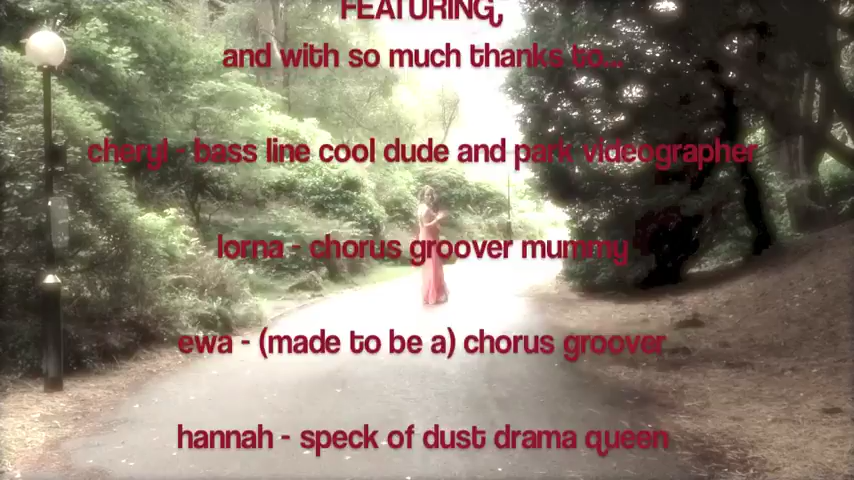 FEATURING,
and with so much thanks to...
cheryl - bass line cool dude and park videographer
lorna - chorus groover mummy
ewa - (made to be a) chorus groover
hannah - speck of dust drama queen